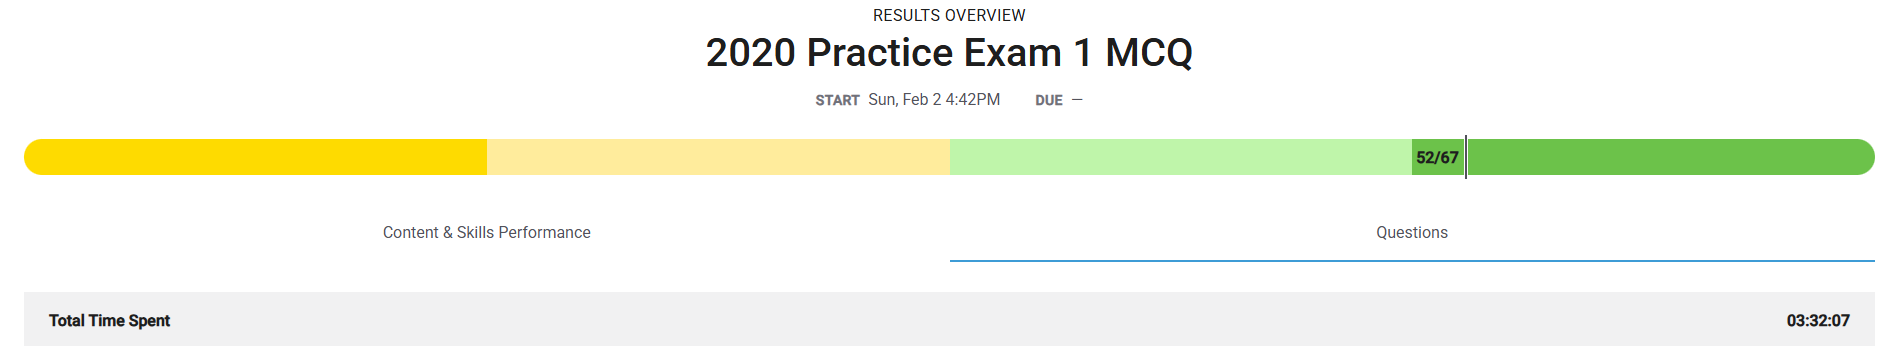 RESULTS OVERVIEW
2020 Practice Exam 1 MCQ
START Sun, Feb 2 4:42PM DUE —
52/67
Content & Skills Performance Questions
Total Time Spent 03:32:07